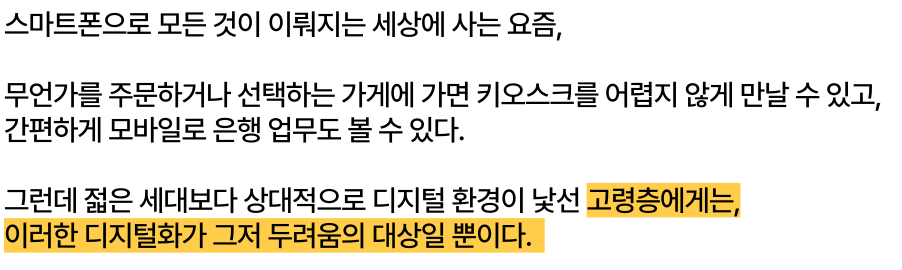 스마트폰으로 모든 것이 이뤄지는 세상에 사는 요즘,
무언가를 주문하거나 선택하는 가게에 가면 키오스크를 어렵지 않게 만날 수 있고,
간편하게 모바일로 은행 업무도 볼 수 있다.
그런데 젋은 세대보다 상대적으로 디지털 환경이 낯선 고령층에게는,
이러한 디지털화가 그저 두려움의 대상일 뿐이다.